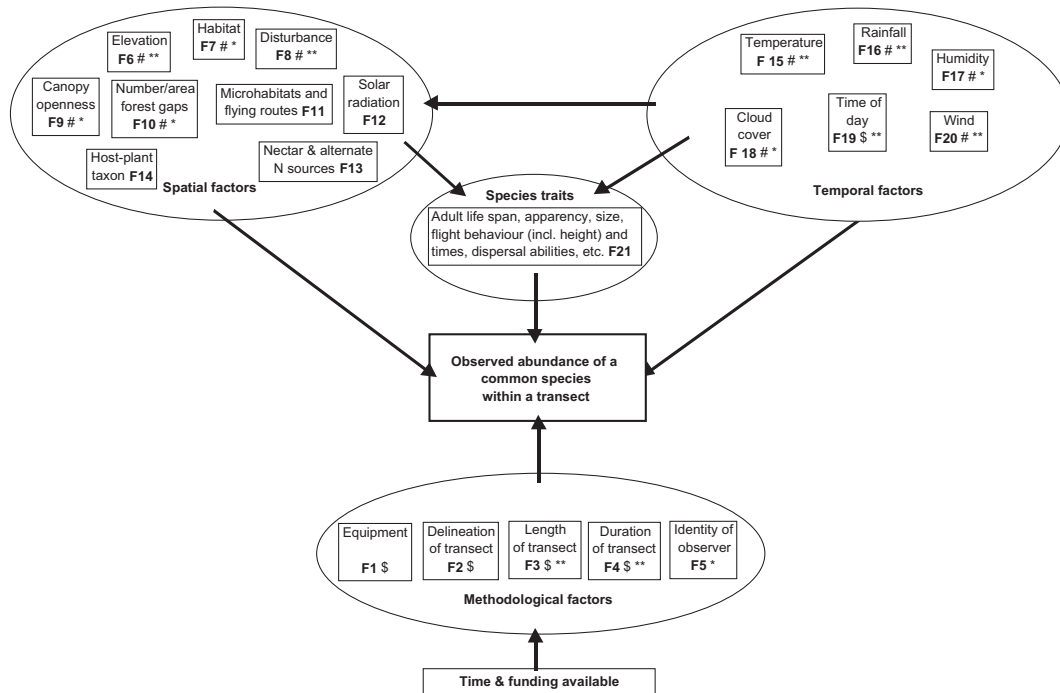 Elevation
F6 # **
Habitat
F7 # *
Disturbance
F8 # **
Canopy
openness
F9 # *
Number/area
forest gaps
F10 # *
Microhabitats and
flying routes F11
Solar
radiation
F12
Host-plant
taxon F14
Nectar & alternate
N sources F13
Spatial factors
Temperature
F 15 # **
Rainfall
F16 # **
Humidity
F17 # *
Cloud
cover
F 18 # *
Time of
day
F19 $ **
Wind
F20 # **
Temporal factors
Species traits
Adult life span, apparency, size,
flight behaviour (incl. height) and
times, dispersal abilities, etc. F21
Observed abundance of a
common species
within a transect
Equipment
F1 $
Delineation
of transect
F2 $
Length
of transect
F3 $ **
Duration
of transect
F4 $ **
Identity of
observer
F5 *
Methodological factors
Time & funding available